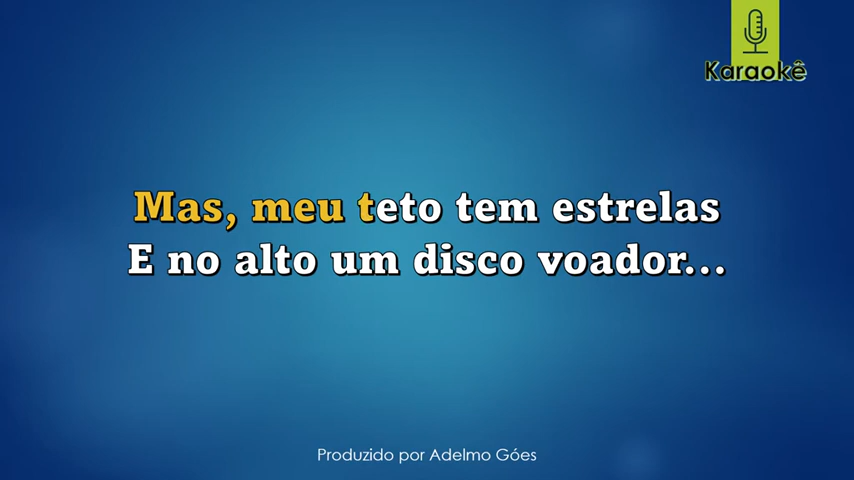 Karaokê
Mas, meu teto tem estrelas
E no alto um disco voador...
Produzido por Adelmo Góes